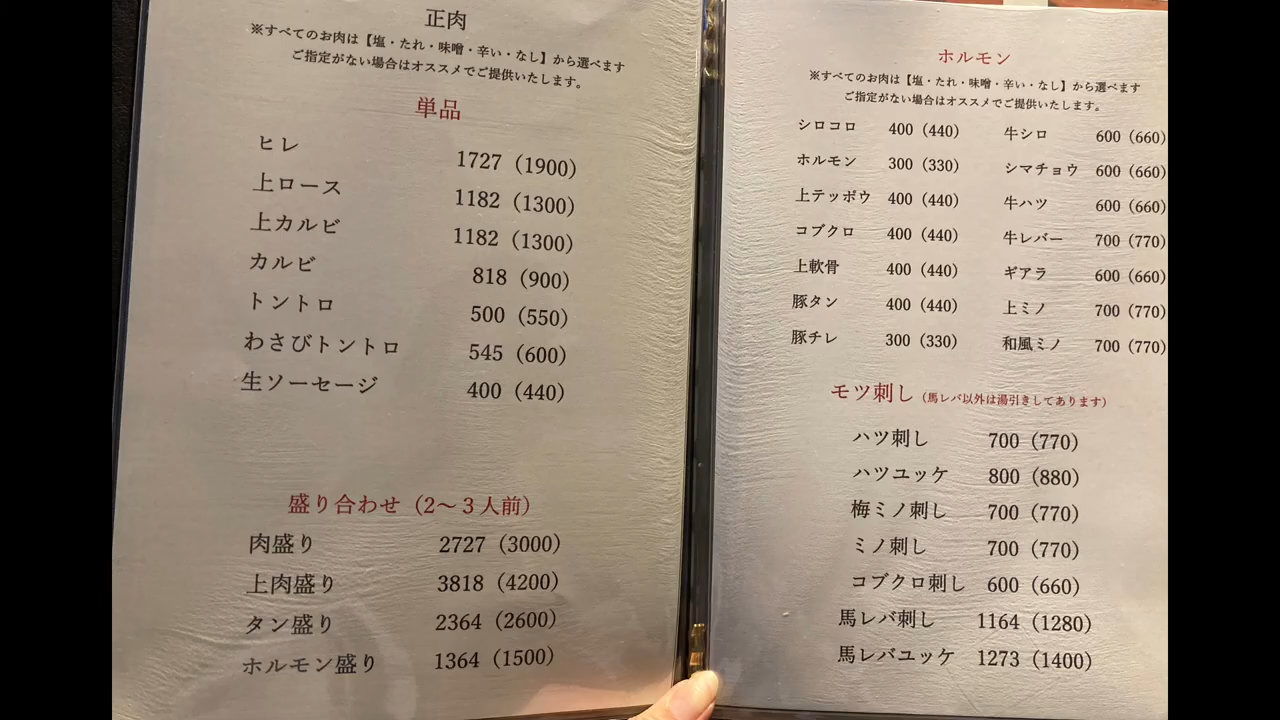 正肉
※すべてのお肉は【塩・たれ・味噌・辛い・なし】から選べます
ご指定がない場合はオススメでご提供いたします。
単品
ヒレ 1727（1900）
上ロース 1182（1300）
上カルビ 1182（1300）
カルビ 818（900）
トントロ 500（550）
わさびトントロ 545（600）
生ソーセージ 400（440）
盛り合わせ（2〜３人前）
肉盛り 2727（3000）
上肉盛り 3818（4200）
タン盛り 2364（2600）
ホルモン盛り 1364（1500）
ホルモン
※すべてのお肉は【塩・たれ・味噌・辛い・なし】から選べます
ご指定がない場合はオススメでご提供いたします。
シロコロ 400（440） 牛シロ 600（660）
ホルモン 300（330） シマチョウ 600（660）
上テッポウ 400（440） 牛ハツ 600（660）
コブクロ 400（440） 牛レバー 700（770）
上軟骨 400（440） ギアラ 600（660）
豚タン 400（440） 上ミノ 700（770）
豚チレ 300（330） 和風ミノ 700（770）
モツ刺し（馬レバ以外は湯引きしてあります）
ハツ刺し 700（770）
ハツユッケ 800（880）
梅ミノ刺し 700（770）
ミノ刺し 700（770）
コブクロ刺し 600（660）
馬レバ刺し 1164（1280）
馬レバユッケ 1273（1400）